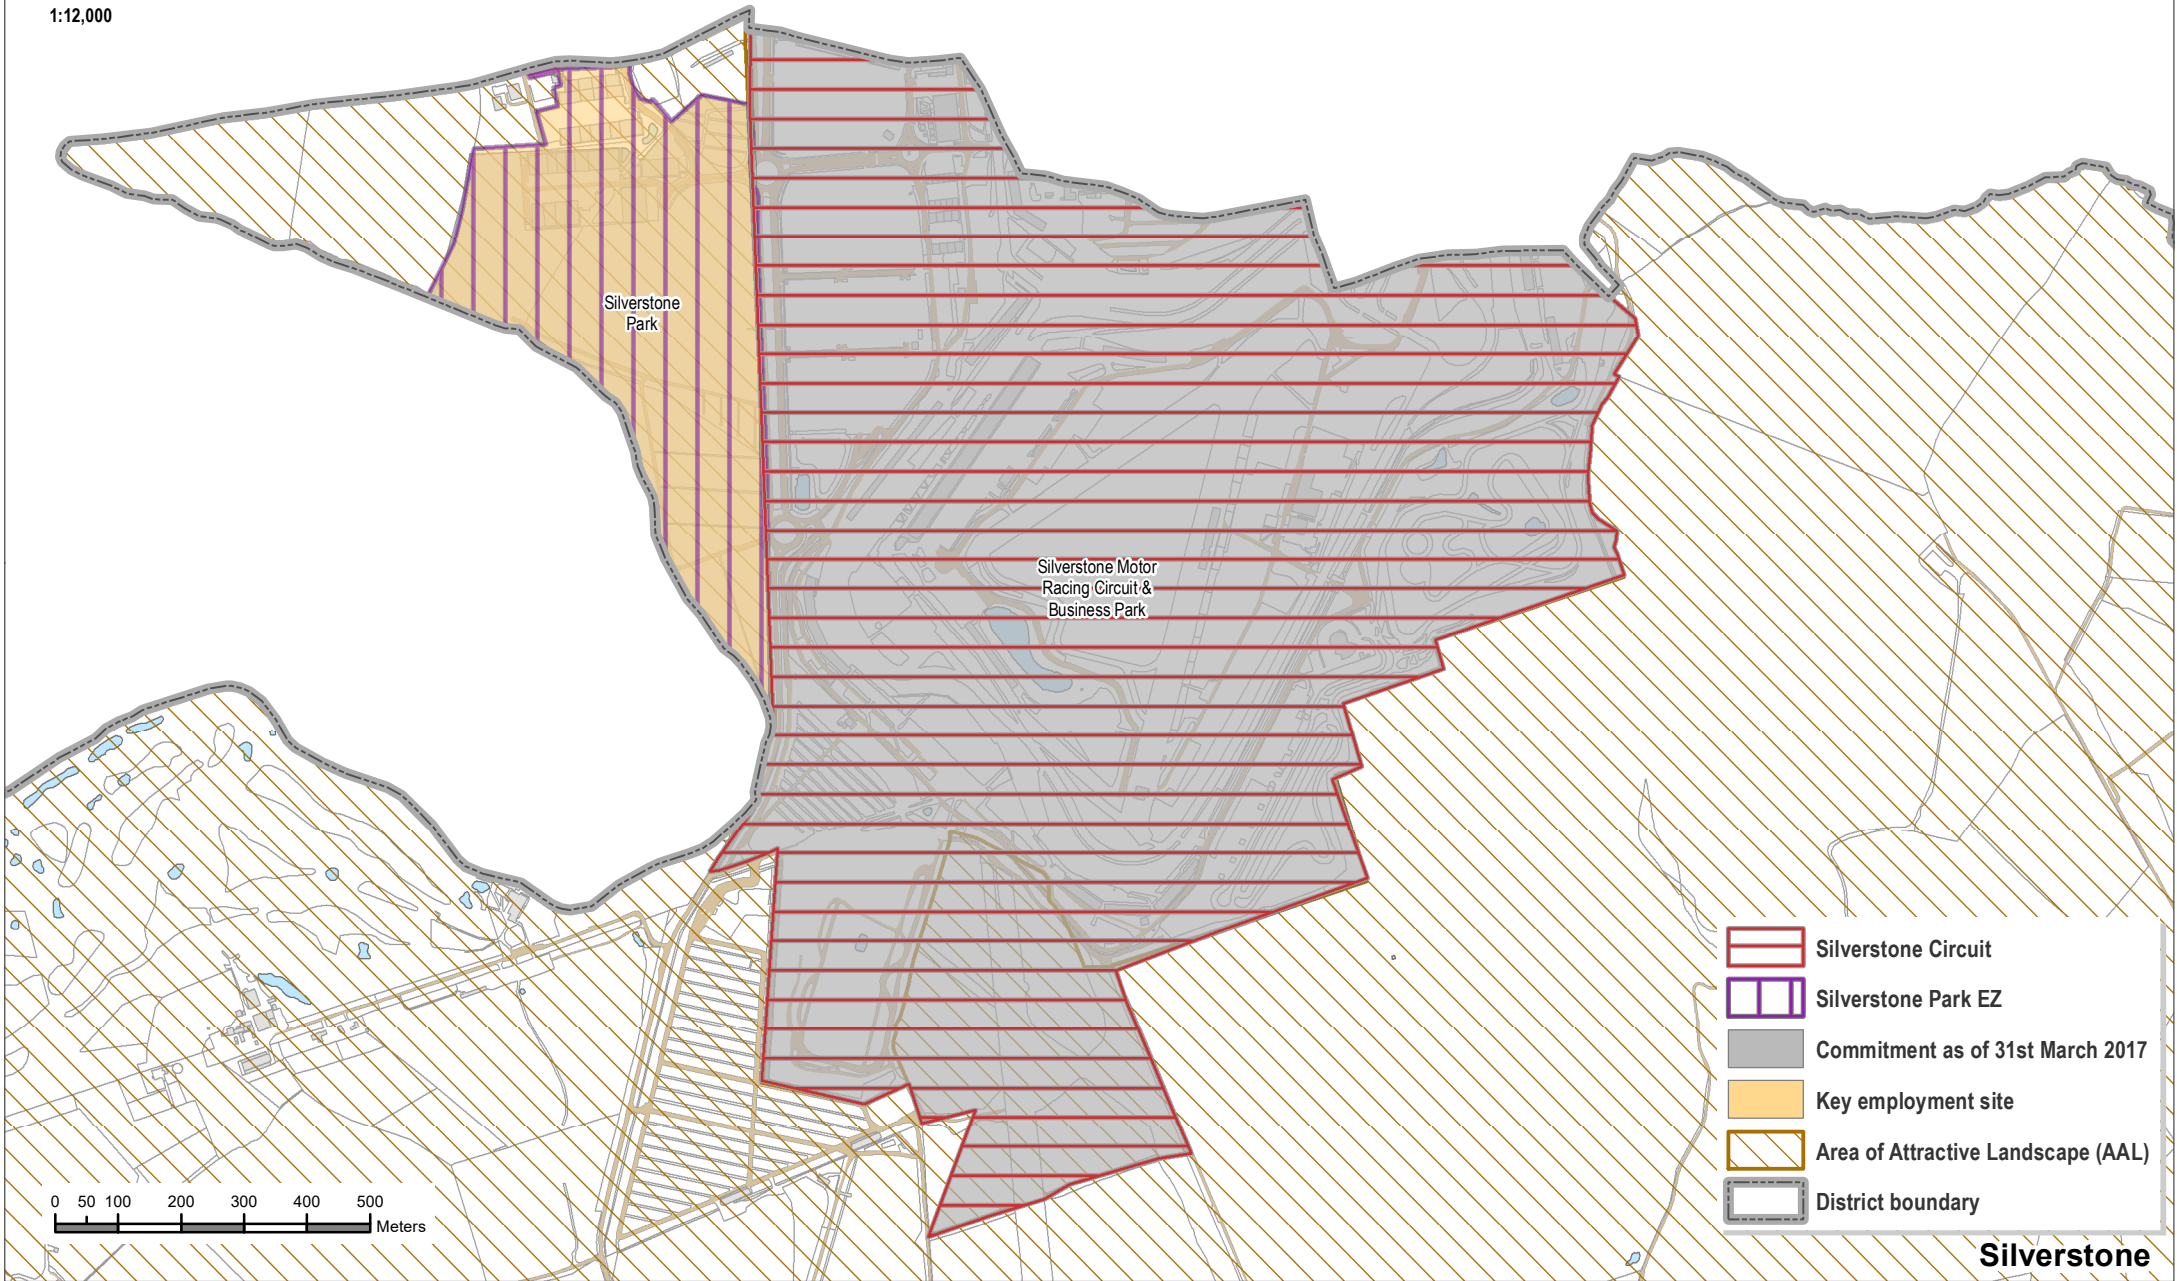 1:12,000
Silverstone
Park
Silverstone Motor
Racing Circuit &
Business Park
Silverstone Circuit
Silverstone Park EZ
Commitment as of 31st March 2017
Key employment site
Area of Attractive Landscape (AAL)
District boundary
0 50 100 200 300 400 500
Meters
Silverstone